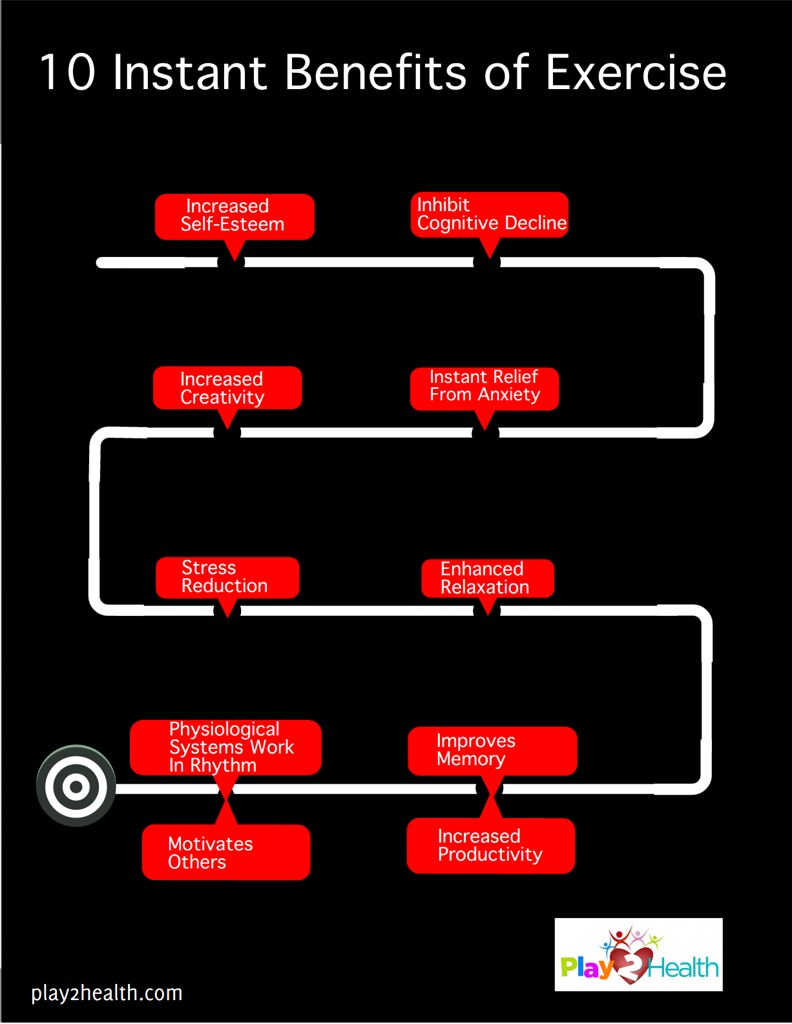 10 Instant Benefits of Exercise
Increased
Self-Esteem
Inhibit
Cognitive Decline
Increased
Creativity
Instant Relief
From Anxiety
Stress
Reduction
Enhanced
Relaxation
Physiological
Systems Work
In Rhythm
Improves
Memory
Motivates
Others
Increased
Productivity
Play2Health
play2health.com